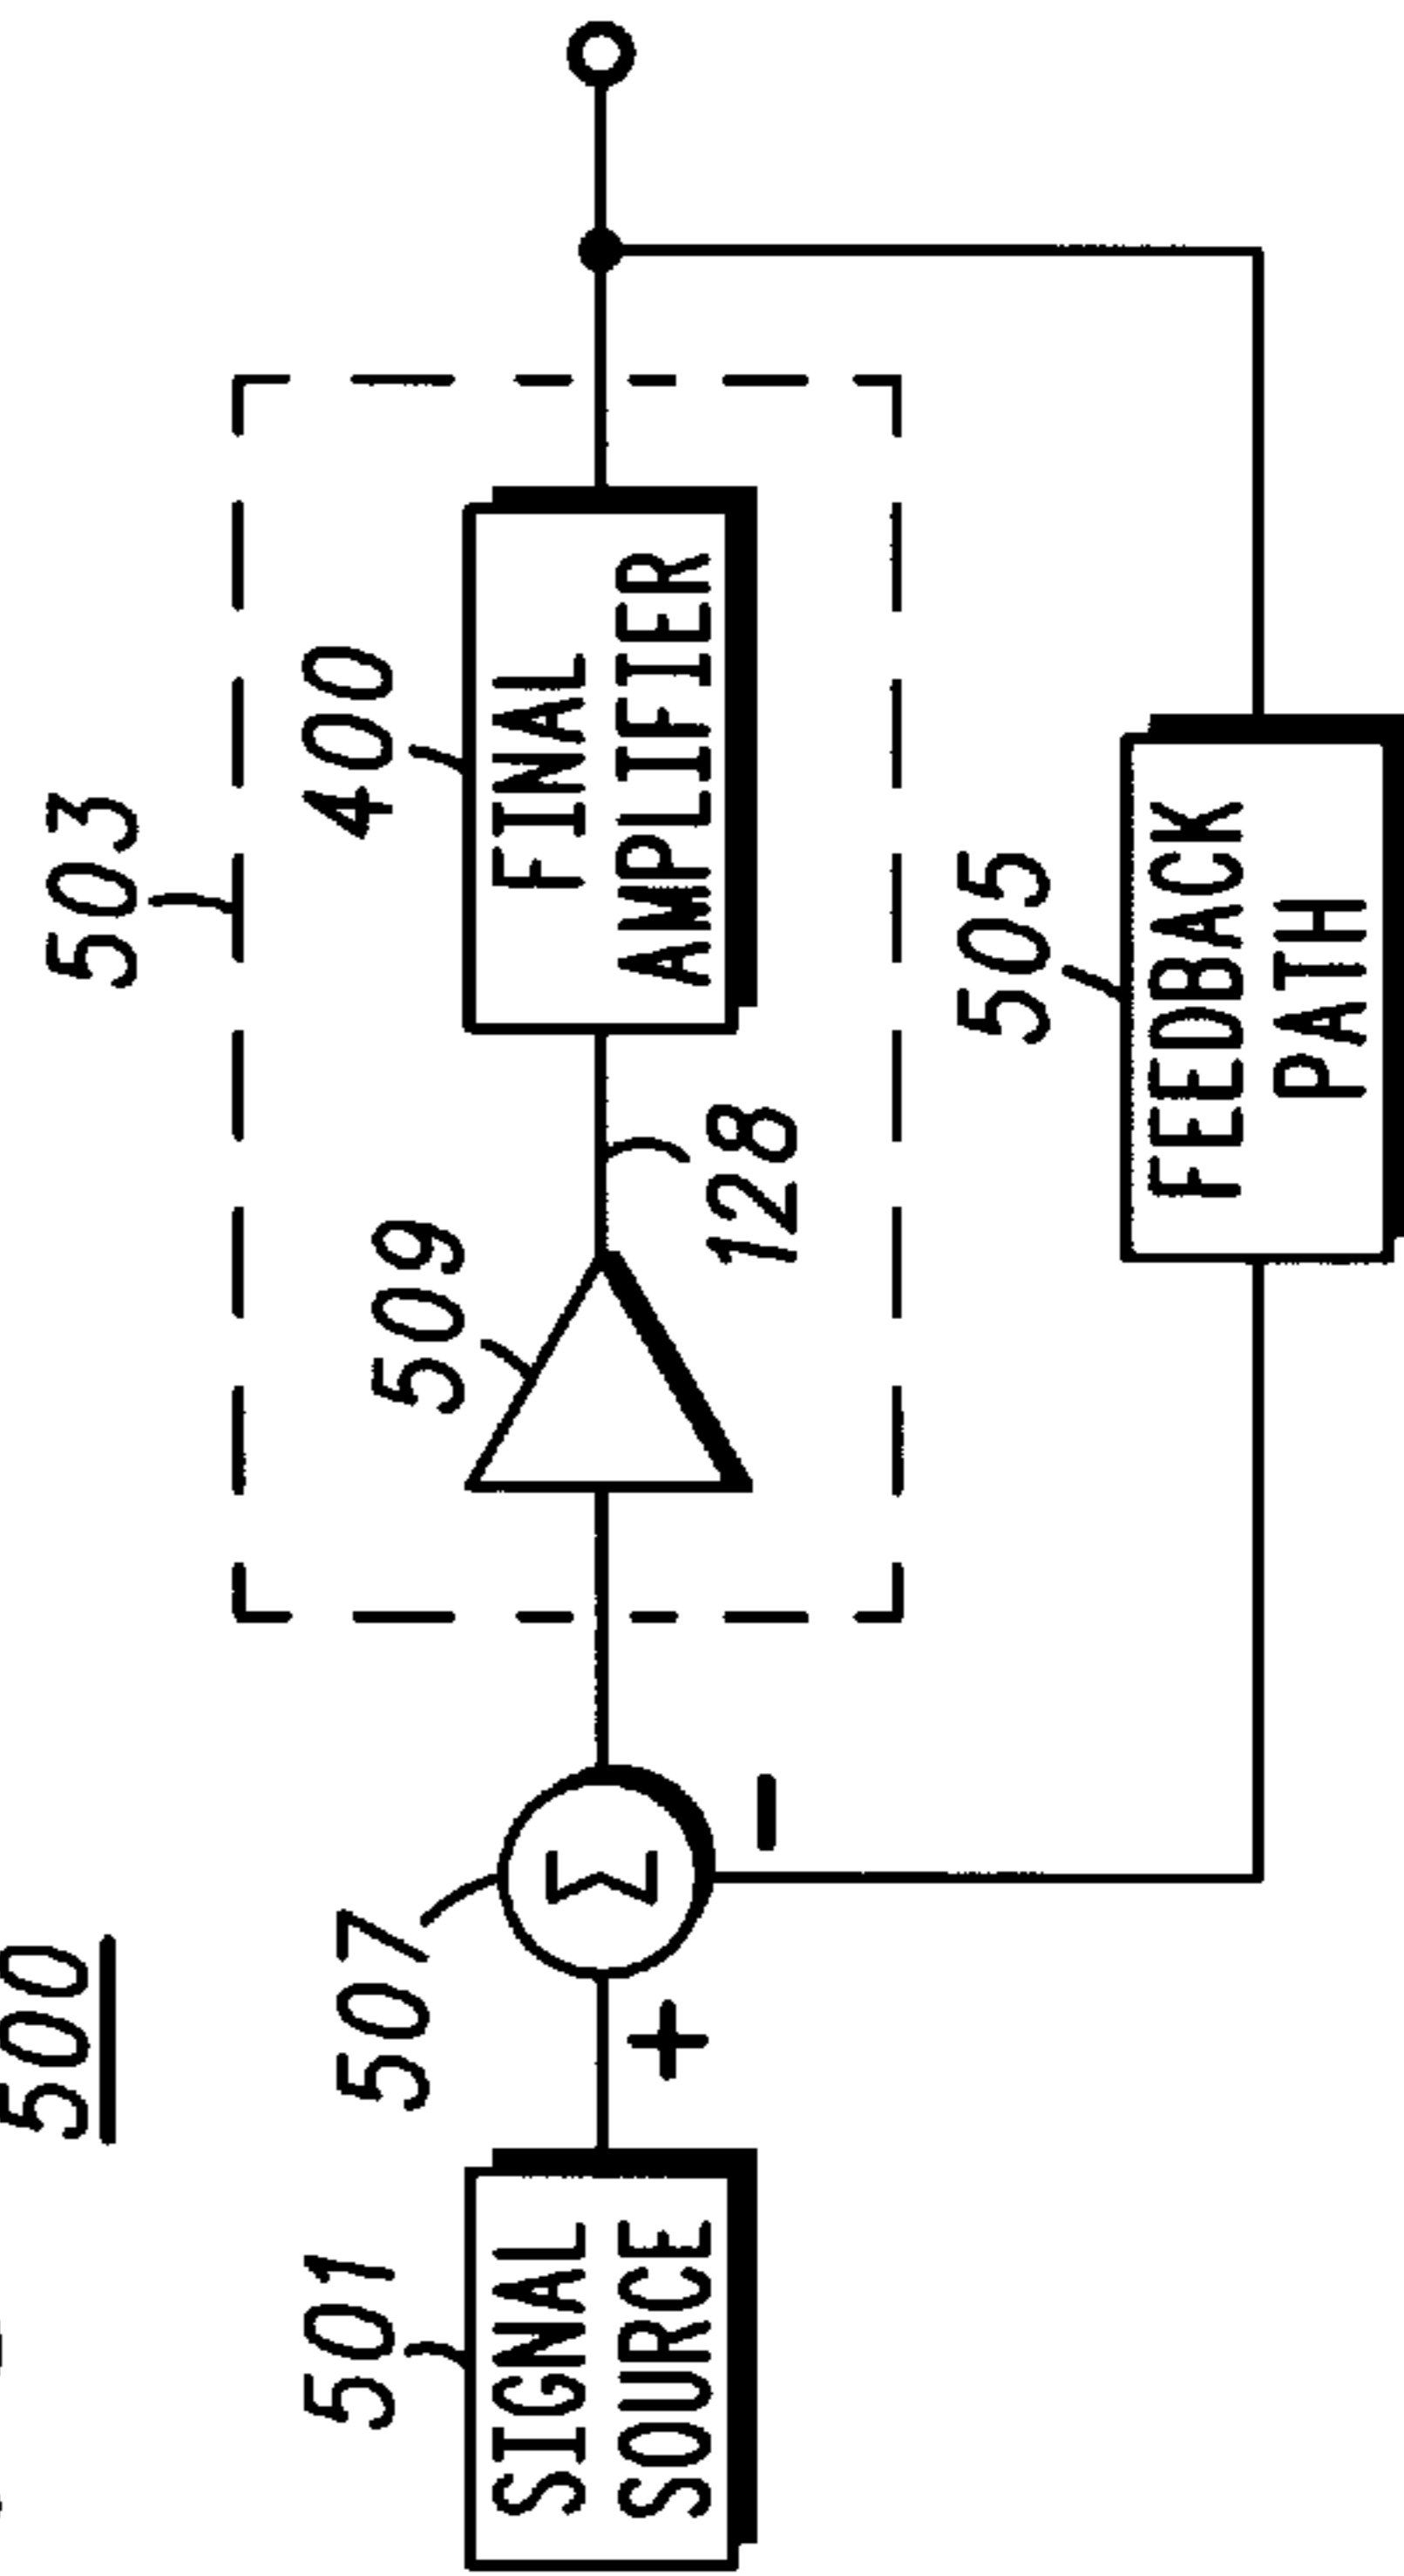 500
503
501
SIGNAL
SOURCE
507
Σ
+
−
509
128
400
FINAL
AMPLIFIER
505
FEEDBACK
PATH